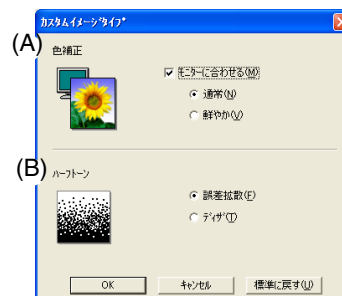 カスタムイメージタイプ
(A)
色補正
モニターに合わせる(M)
通常(N)
鮮やか(V)
(B)
ハーフトーン
誤差拡散(F)
ディザ(T)
OK キャンセル 標準に戻す(U)